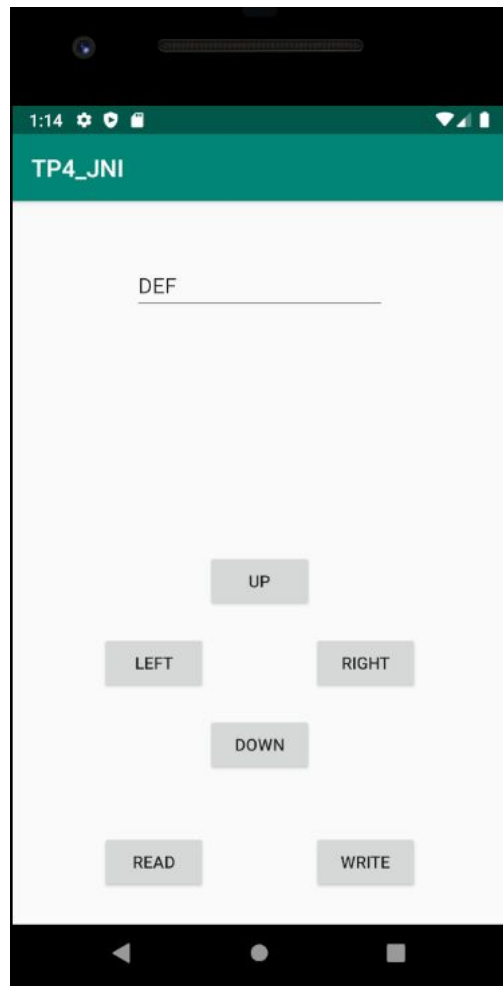 1:14
TP4_JNI
DEF
UP
LEFT RIGHT
DOWN
READ WRITE